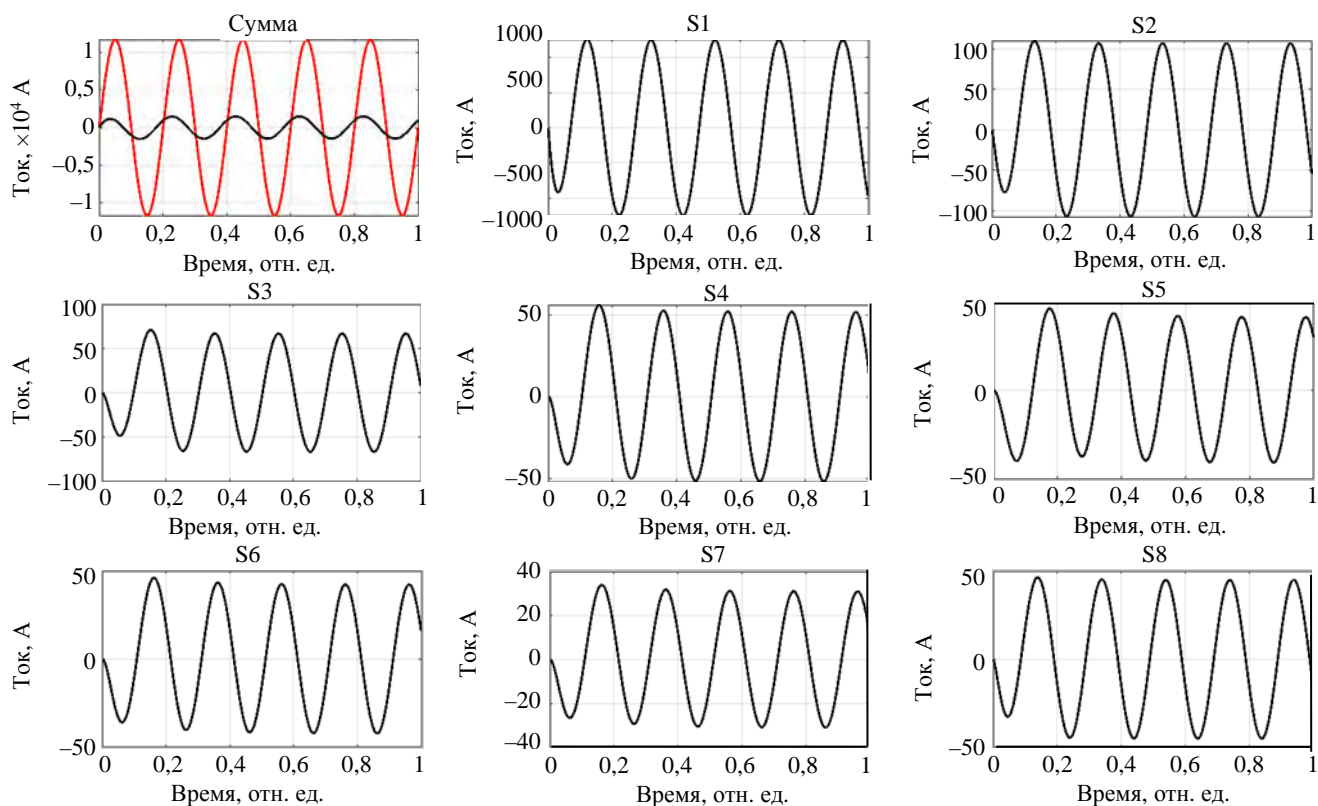 Сумма
Ток, ×10⁴ А
1
0,5
0
–0,5
–1
0 0,2 0,4 0,6 0,8 1
Время, отн. ед.
S1
Ток, А
1000
500
0
–500
–1000
0 0,2 0,4 0,6 0,8 1
Время, отн. ед.
S2
Ток, А
100
50
0
–50
–100
0 0,2 0,4 0,6 0,8 1
Время, отн. ед.
S3
Ток, А
100
50
0
–50
–100
0 0,2 0,4 0,6 0,8 1
Время, отн. ед.
S4
Ток, А
50
0
–50
0 0,2 0,4 0,6 0,8 1
Время, отн. ед.
S5
Ток, А
50
0
–50
0 0,2 0,4 0,6 0,8 1
Время, отн. ед.
S6
Ток, А
50
0
–50
0 0,2 0,4 0,6 0,8 1
Время, отн. ед.
S7
Ток, А
40
20
0
–20
–40
0 0,2 0,4 0,6 0,8 1
Время, отн. ед.
S8
Ток, А
50
0
–50
0 0,2 0,4 0,6 0,8 1
Время, отн. ед.